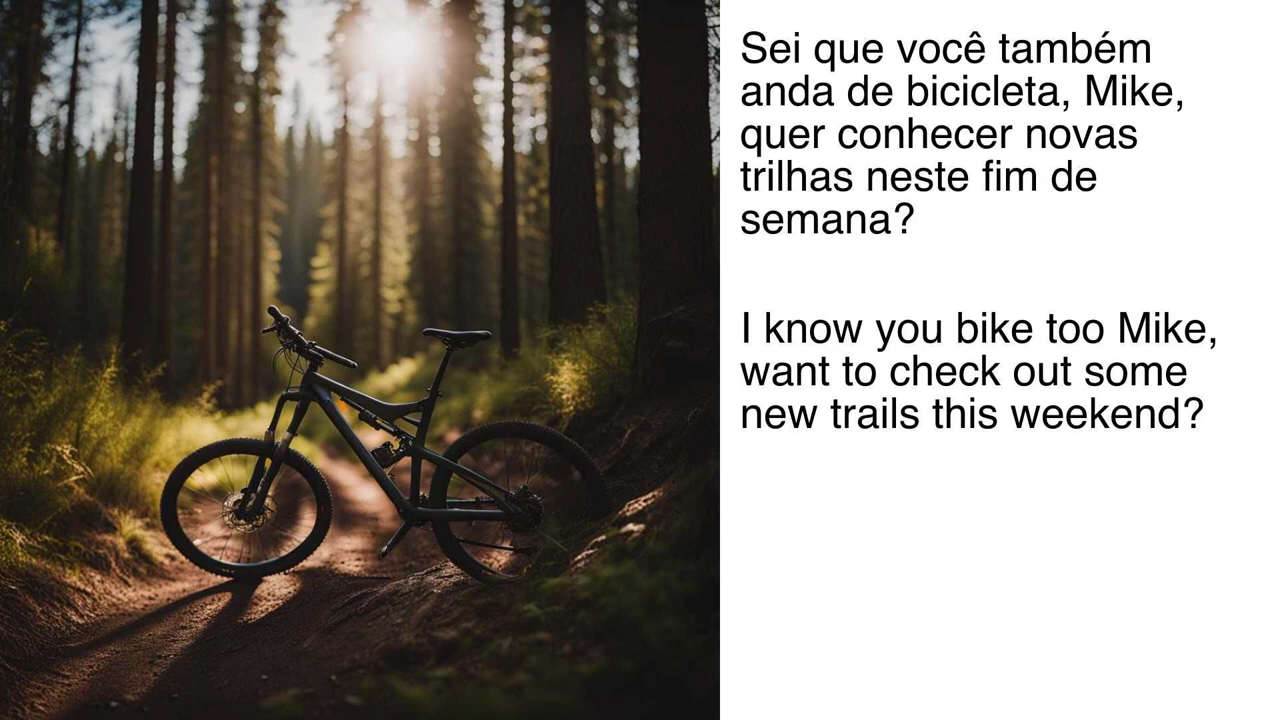 Sei que você também
anda de bicicleta, Mike,
quer conhecer novas
trilhas neste fim de
semana?
I know you bike too Mike,
want to check out some
new trails this weekend?